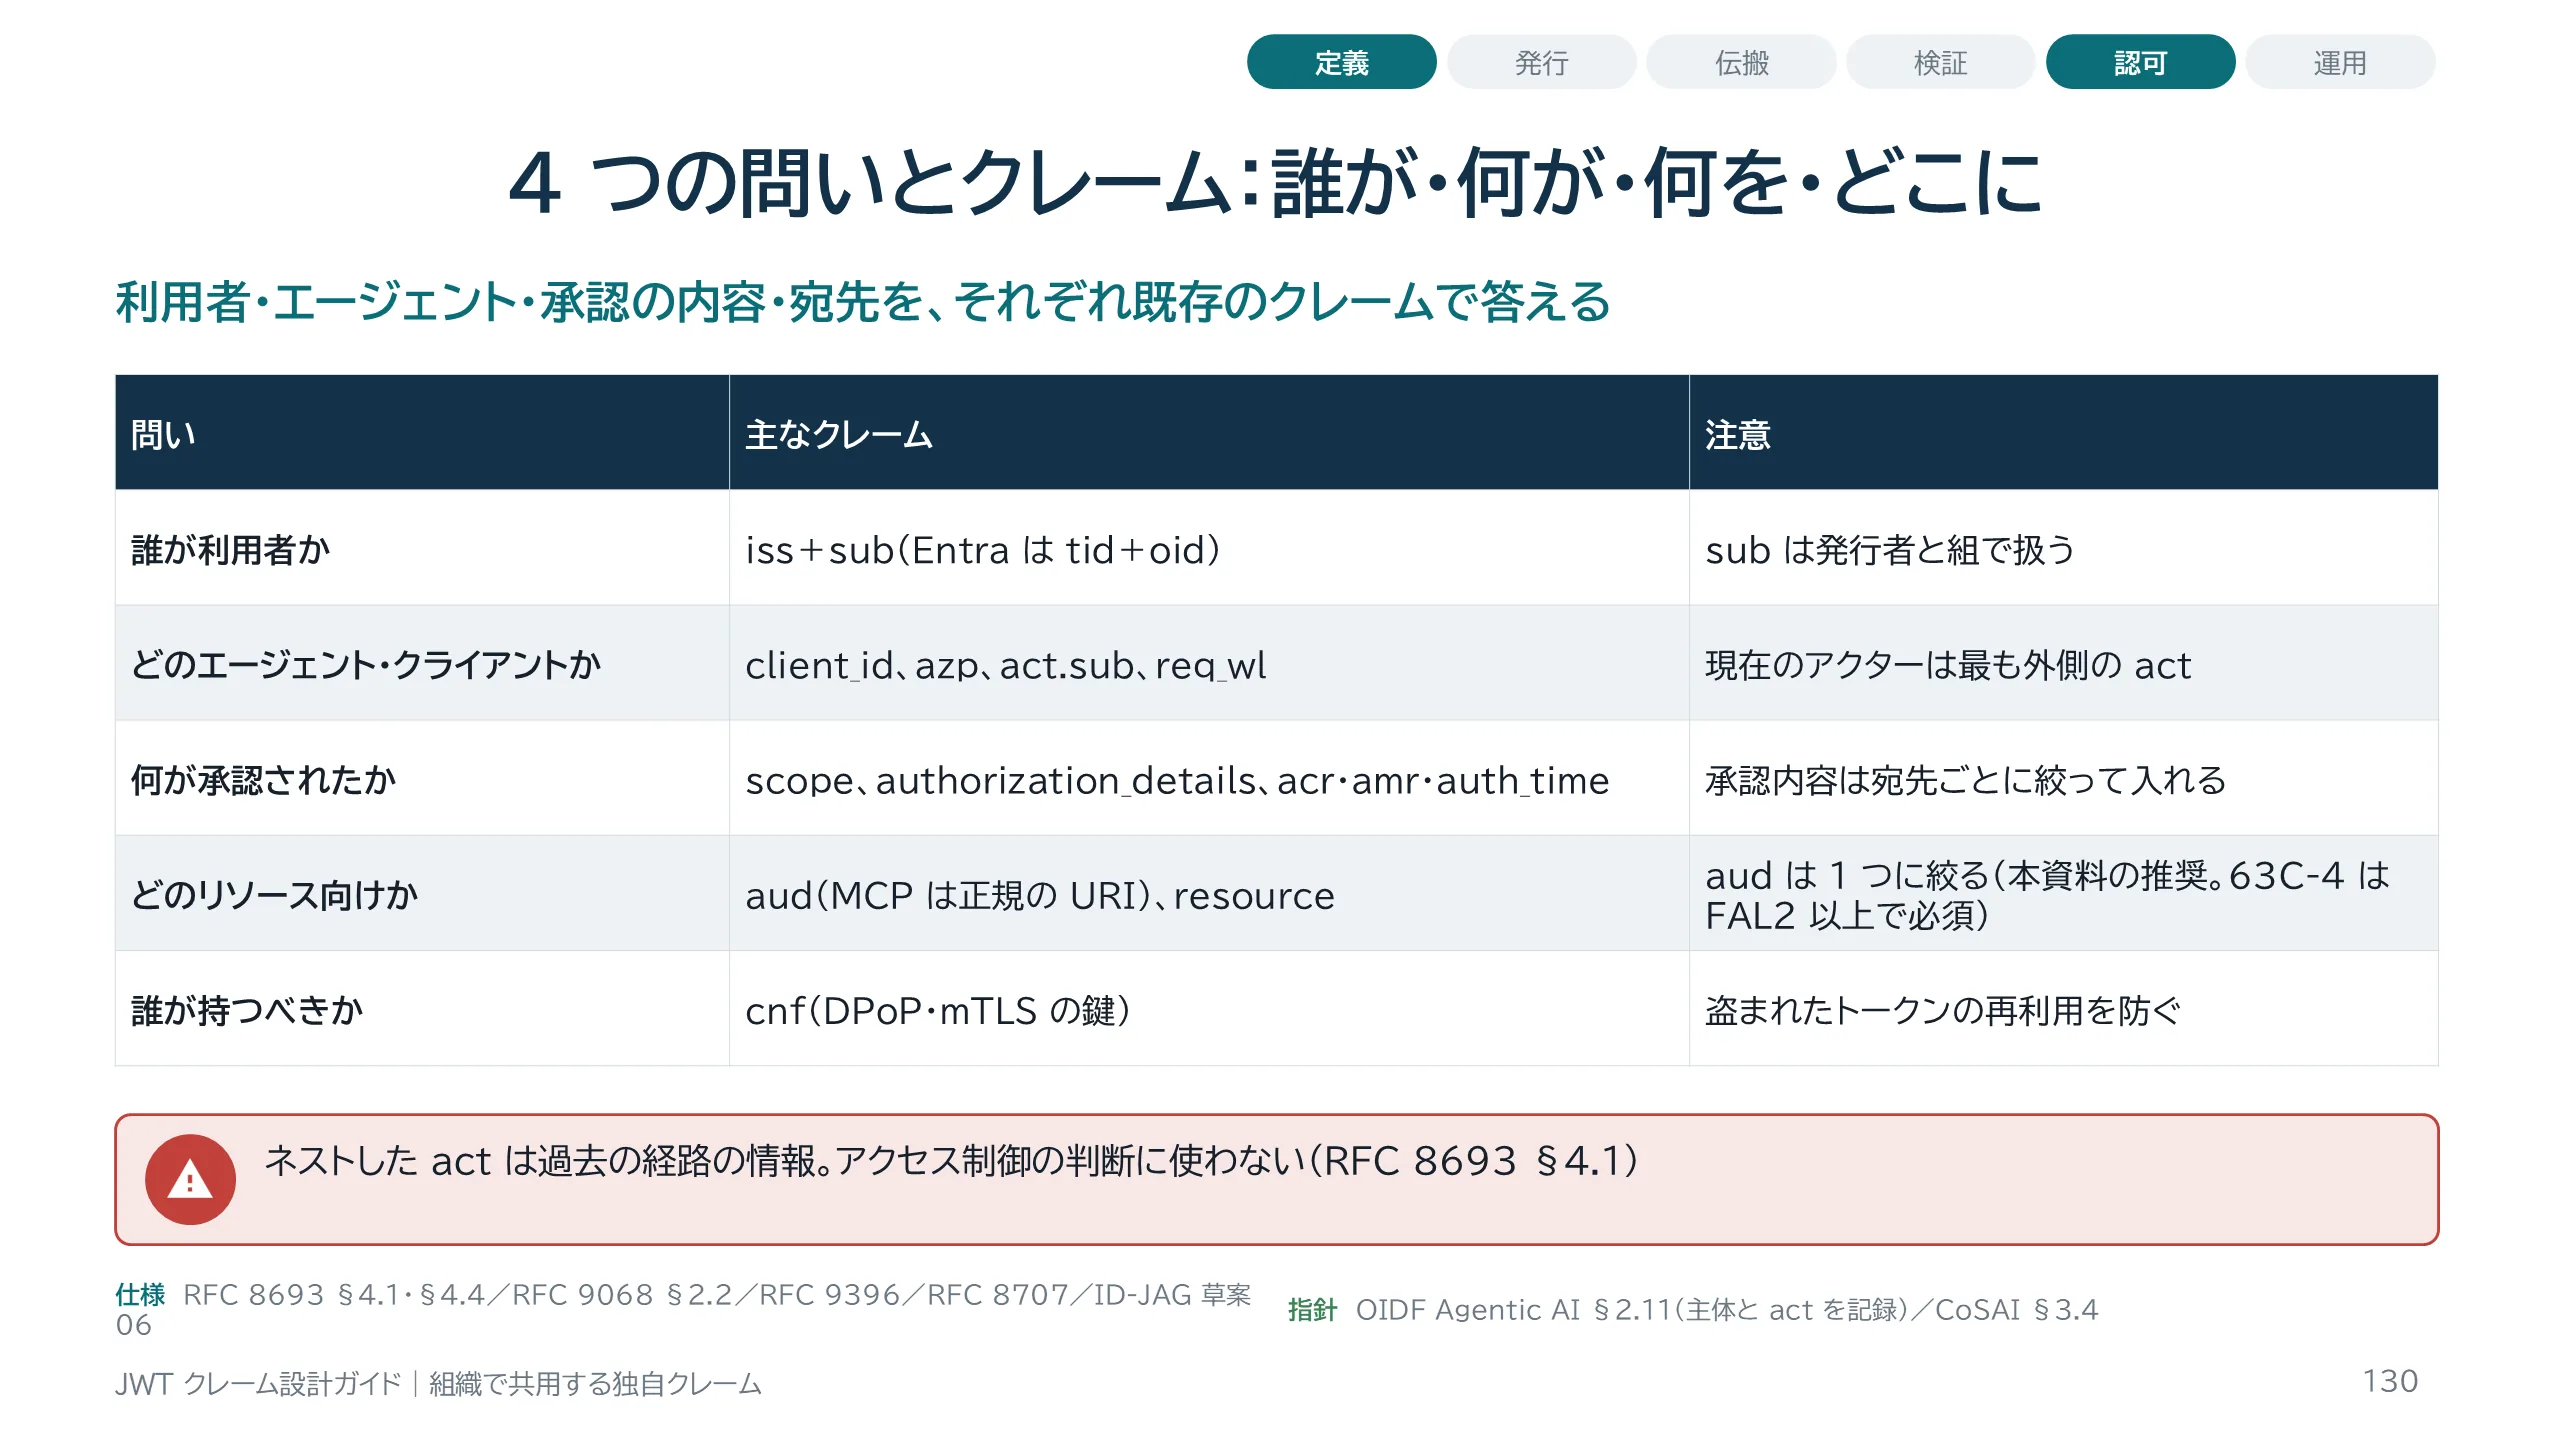 定義 発行 伝搬 検証 認可 運用
4 つの問いとクレーム：誰が・何が・何を・どこに
利用者・エージェント・承認の内容・宛先を、それぞれ既存のクレームで答える
問い 主なクレーム 注意
誰が利用者か iss＋sub（Entra は tid＋oid） sub は発行者と組で扱う
どのエージェント・クライアントか client_id、azp、act.sub、req_wl 現在のアクターは最も外側の act
何が承認されたか scope、authorization_details、acr・amr・auth_time 承認内容は宛先ごとに絞って入れる
どのリソース向けか aud（MCP は正規の URI）、resource aud は 1 つに絞る（本資料の推奨。63C-4 は
FAL2 以上で必須）
誰が持つべきか cnf（DPoP・mTLS の鍵） 盗まれたトークンの再利用を防ぐ
ネストした act は過去の経路の情報。アクセス制御の判断に使わない（RFC 8693 §4.1）
仕様 RFC 8693 §4.1・§4.4／RFC 9068 §2.2／RFC 9396／RFC 8707／ID-JAG 草案
06
指針 OIDF Agentic AI §2.11（主体と act を記録）／CoSAI §3.4
JWT クレーム設計ガイド｜組織で共用する独自クレーム
130